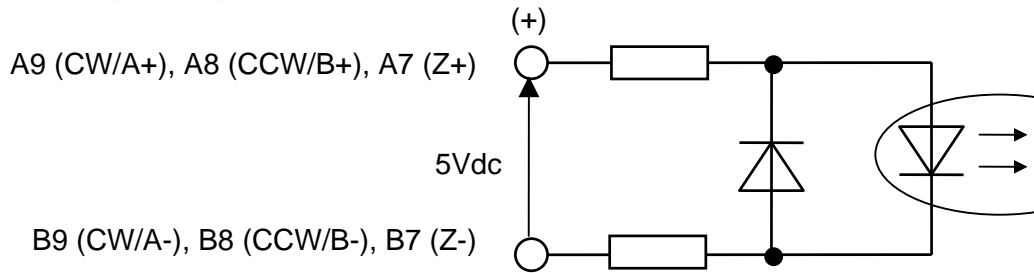 (+)
A9 (CW/A+), A8 (CCW/B+), A7 (Z+)
5Vdc
B9 (CW/A-), B8 (CCW/B-), B7 (Z-)